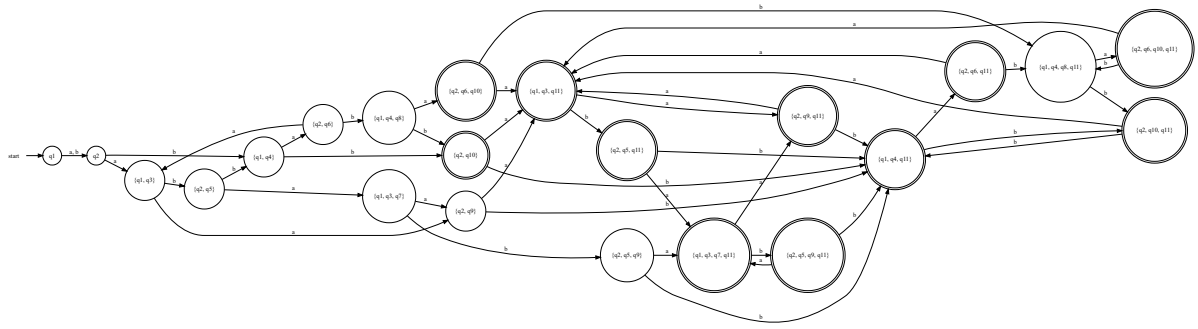 b
a
{q2, q6, q10, q11}
a
b
{q1, q4, q8, q11}
a
b
{q2, q6, q11}
b
a
{q2, q6, q10}
a
{q1, q3, q11}
a
a
{q2, q9, q11}
b
a
b
{q2, q10, q11}
a
{q1, q4, q8}
b
{q2, q6}
b
a
a
b
b
{q2, q5, q11}
b
{q1, q4, q11}
b
b
start
q1
a, b
q2
b
a
{q1, q4}
b
{q2, q10}
a
b
{q1, q3}
b
{q2, q5}
b
a
{q1, q3, q7}
a
{q2, q9}
a
b
a
a
b
{q2, q5, q9}
a
{q1, q3, q7, q11}
b
a
{q2, q5, q9, q11}
b
b